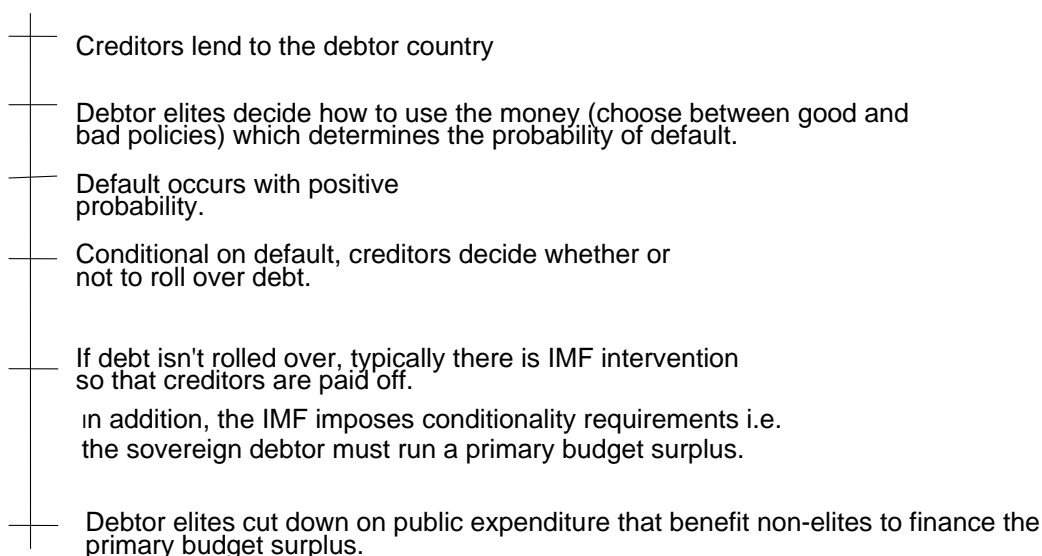 Creditors lend to the debtor country
Debtor elites decide how to use the money (choose between good and
bad policies) which determines the probability of default.
Default occurs with positive
probability.
Conditional on default, creditors decide whether or
not to roll over debt.
If debt isn't rolled over, typically there is IMF intervention
so that creditors are paid off.
In addition, the IMF imposes conditionality requirements i.e.
the sovereign debtor must run a primary budget surplus.
Debtor elites cut down on public expenditure that benefit non-elites to finance the
primary budget surplus.